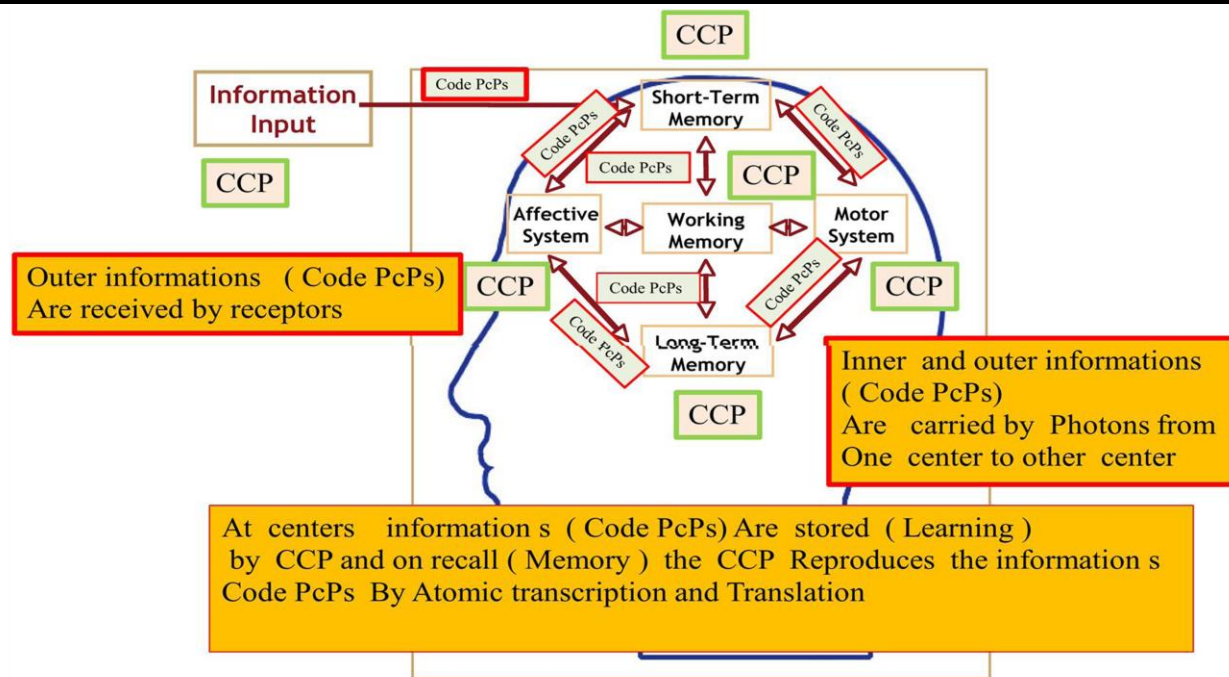 CCP
Code PcPs
Information
Input
Short-Term
Memory
Code PcPs
Code PcPs
Code PcPs
CCP
CCP
Affective
System
Working
Memory
Motor
System
Outer informations ( Code PcPs)
Are received by receptors
CCP
Code PcPs
Code PcPs
CCP
Code PcPs
Long-Term
Memory
CCP
Inner and outer informations
( Code PcPs)
Are carried by Photons from
One center to other center
At centers information s ( Code PcPs) Are stored ( Learning )
by CCP and on recall ( Memory ) the CCP Reproduces the information s
Code PcPs By Atomic transcription and Translation